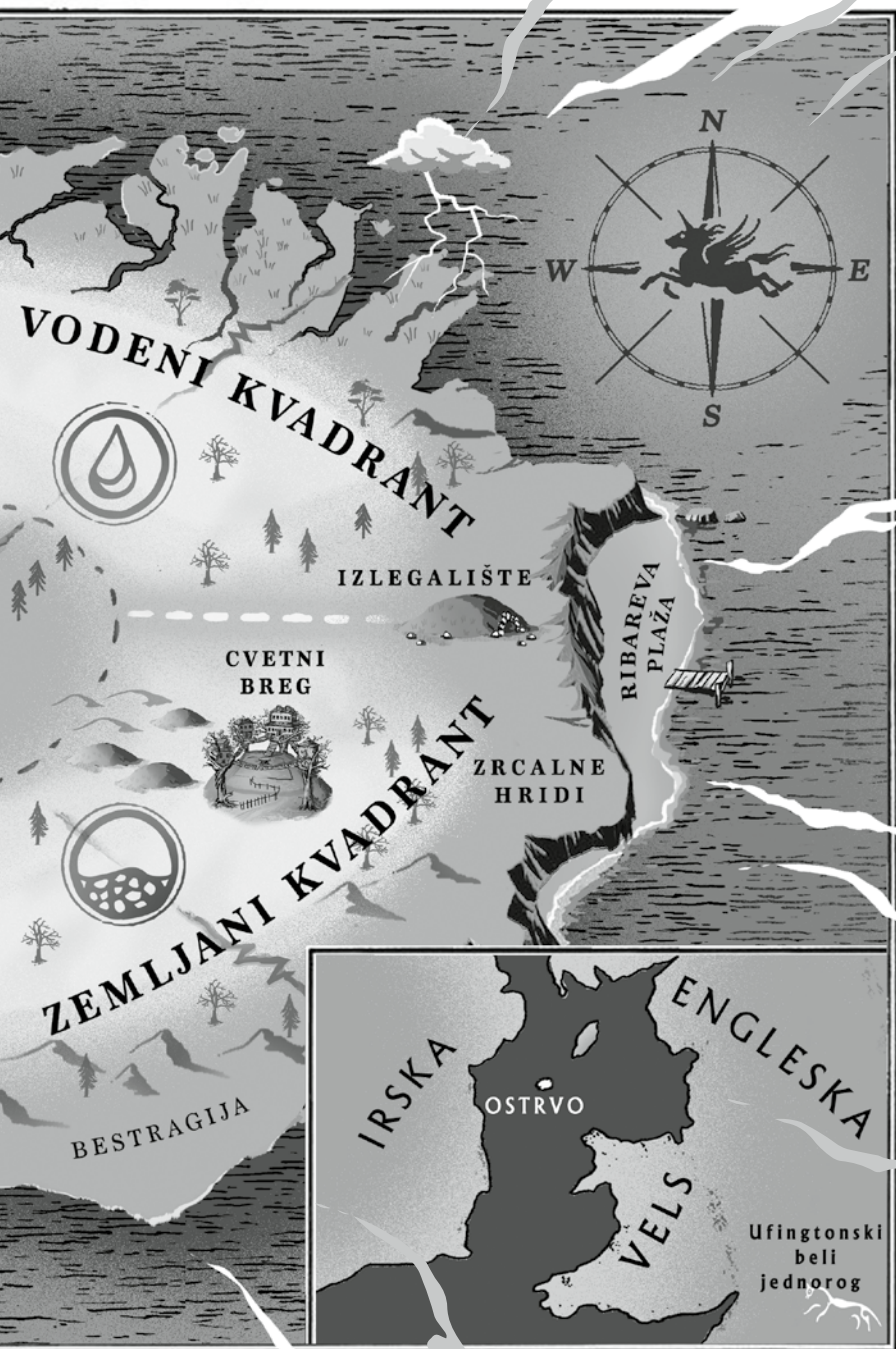 N
W
E
S
VODENI KVADRANT
IZLEGALIŠTE
RIBAREVA
PLAŽA
CVETNI
BREG
ZRCALNE
HRIDI
ZEMLJANI KVADRANT
BESTRAGIJA
IRSKA
ENGLESKA
OSTRVO
VELS
Ufingtonski
beli
jednorog